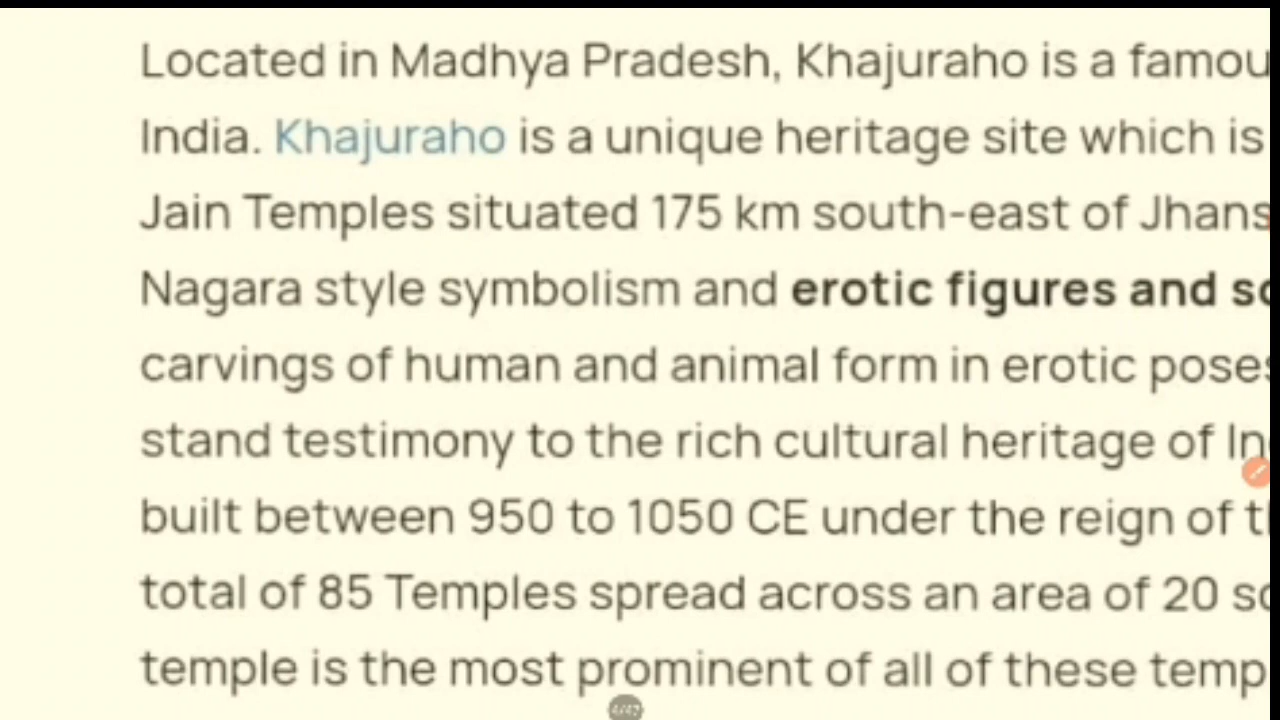 Located in Madhya Pradesh, Khajuraho is a famou
India. Khajuraho is a unique heritage site which is
Jain Temples situated 175 km south-east of Jhans
Nagara style symbolism and erotic figures and sc
carvings of human and animal form in erotic poses
stand testimony to the rich cultural heritage of In
built between 950 to 1050 CE under the reign of t
total of 85 Temples spread across an area of 20 s
temple is the most prominent of all of these temp